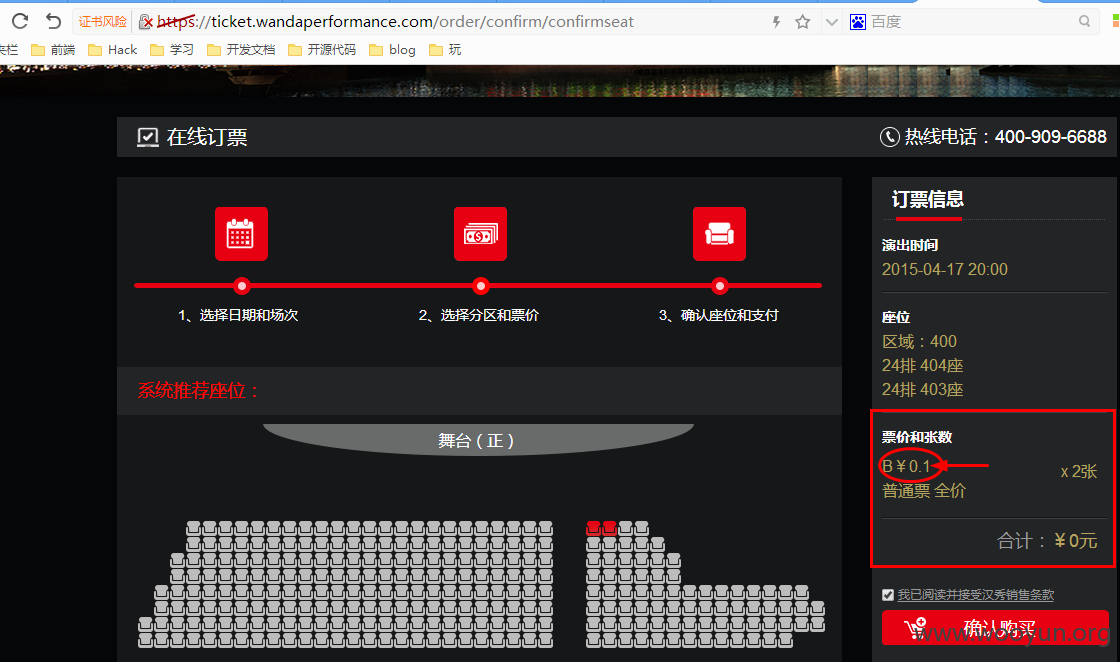 证书风险 https://ticket.wandaperformance.com/order/confirm/confirmseat 百度
夹栏 前端 Hack 学习 开发文档 开源代码 blog 玩
在线订票
热线电话：400-909-6688
1、选择日期和场次
2、选择分区和票价
3、确认座位和支付
系统推荐座位：
舞台 ( 正 )
订票信息
演出时间
2015-04-17 20:00
座位
区域：400
24排 404座
24排 403座
票价和张数
B￥0.1
x 2张
普通票 全价
合计：￥0元
我已阅读并接受汉秀销售条款
确认购买
www.wooyun.org